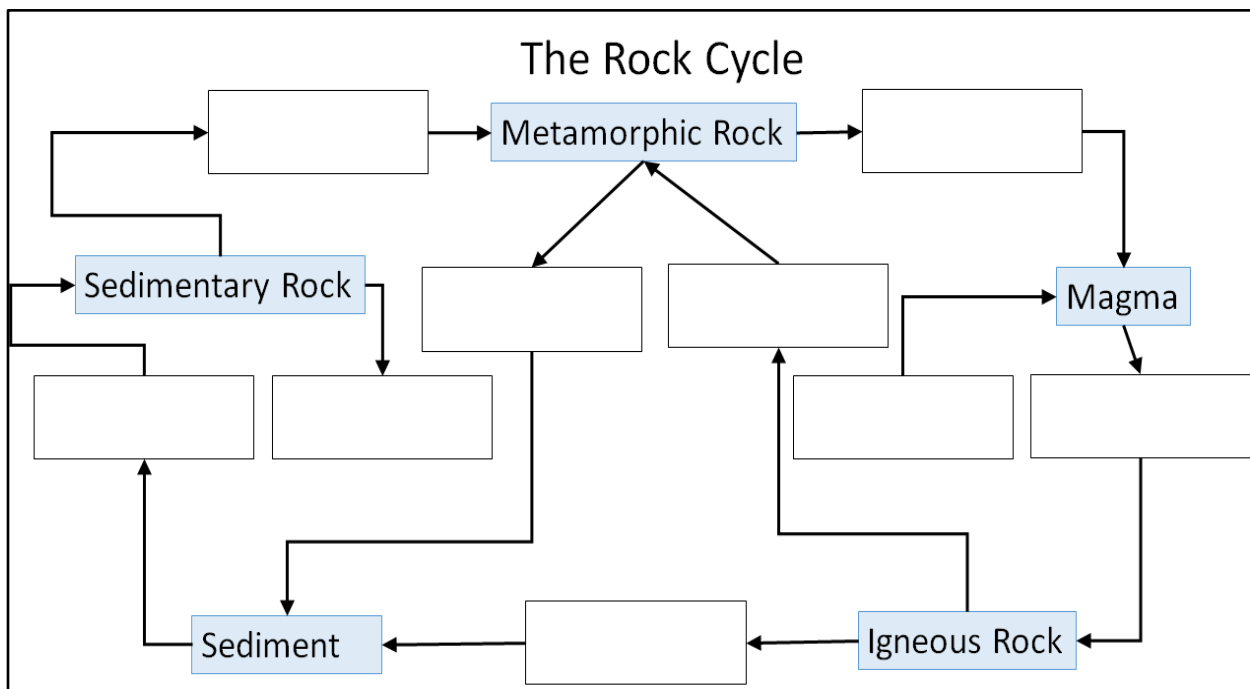 The Rock Cycle
Metamorphic Rock
Sedimentary Rock
Magma
Sediment
Igneous Rock